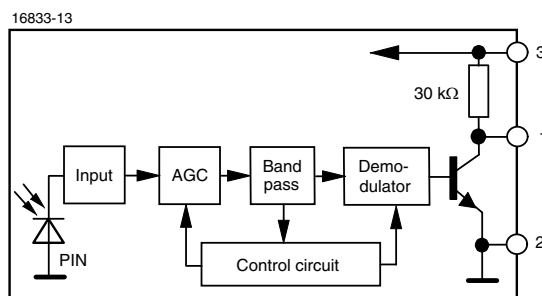 16833-13
3
30 kΩ
1
Input
AGC
Band
pass
Demo-
dulator
2
PIN
Control circuit